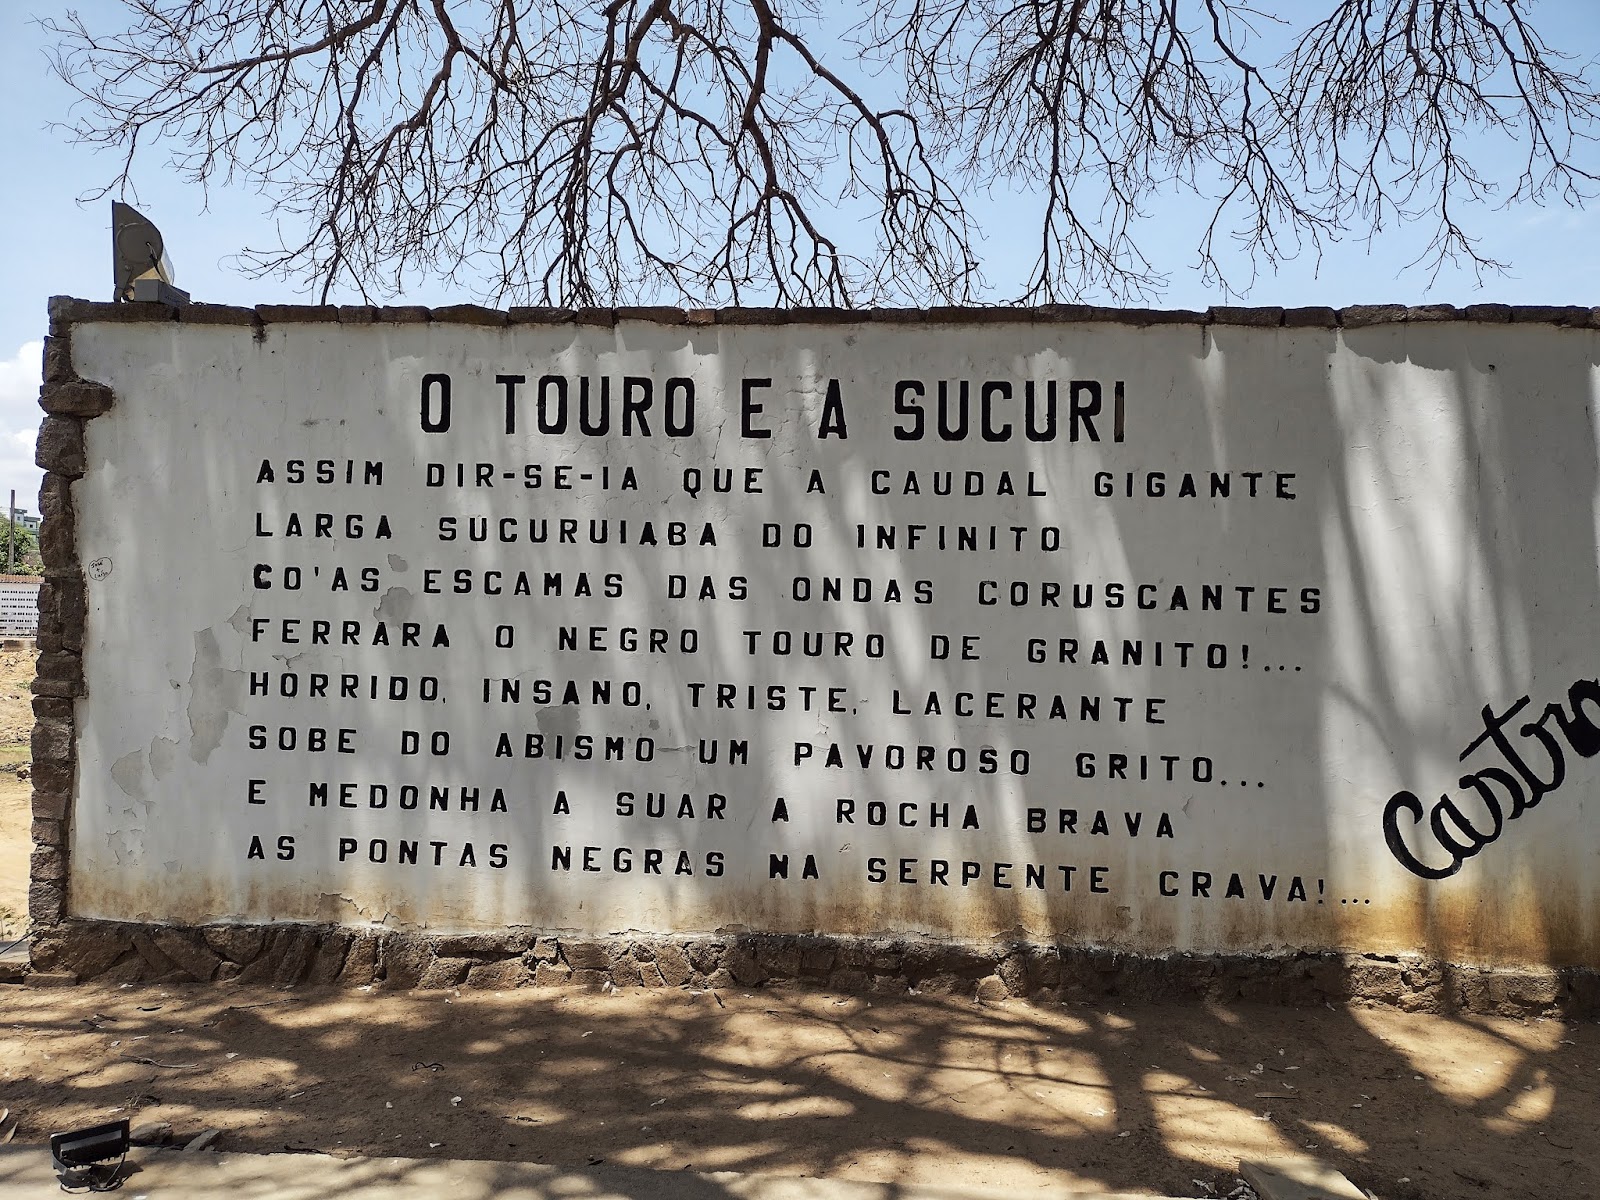 O TOURO E A SUCURI
ASSIM DIR-SE-IA QUE A CAUDAL GIGANTE
LARGA SUCURUIABA DO INFINITO
CO'AS ESCAMAS DAS ONDAS CORUSCANTES
FERRARA O NEGRO TOURO DE GRANITO!...
HORRIDO, INSANO, TRISTE, LACERANTE
SOBE DO ABISMO UM PAVOROSO GRITO...
E MEDONHA A SUAR A ROCHA BRAVA
AS PONTAS NEGRAS NA SERPENTE CRAVA!...
Castro